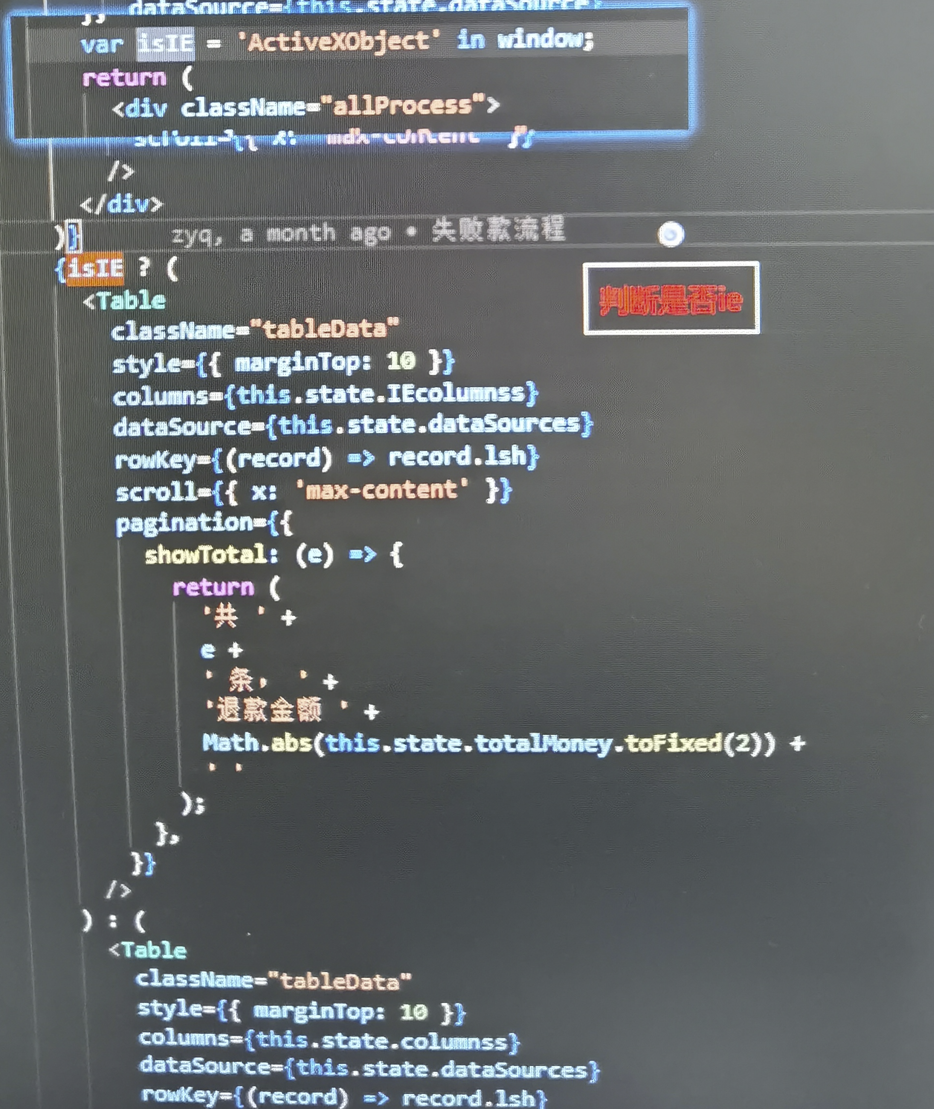 }; dataSource={this.state.dataSource}
var isIE = 'ActiveXObject' in window;
return (
<div className="allProcess">
scroll={{ x: 'max-content' }}
/>
</div>
)} zyq, a month ago • 失败款流程
{isIE ? (
判断是否ie
<Table
className="tableData"
style={{ marginTop: 10 }}
columns={this.state.IEcolumnss}
dataSource={this.state.dataSources}
rowKey={(record) => record.lsh}
scroll={{ x: 'max-content' }}
pagination={{
showTotal: (e) => {
return (
'共 ' +
e +
' 条， ' +
'退款金额 ' +
Math.abs(this.state.totalMoney.toFixed(2)) +
' '
);
},
}}
/>
) : (
<Table
className="tableData"
style={{ marginTop: 10 }}
columns={this.state.columnss}
dataSource={this.state.dataSources}
rowKey={(record) => record.lsh}